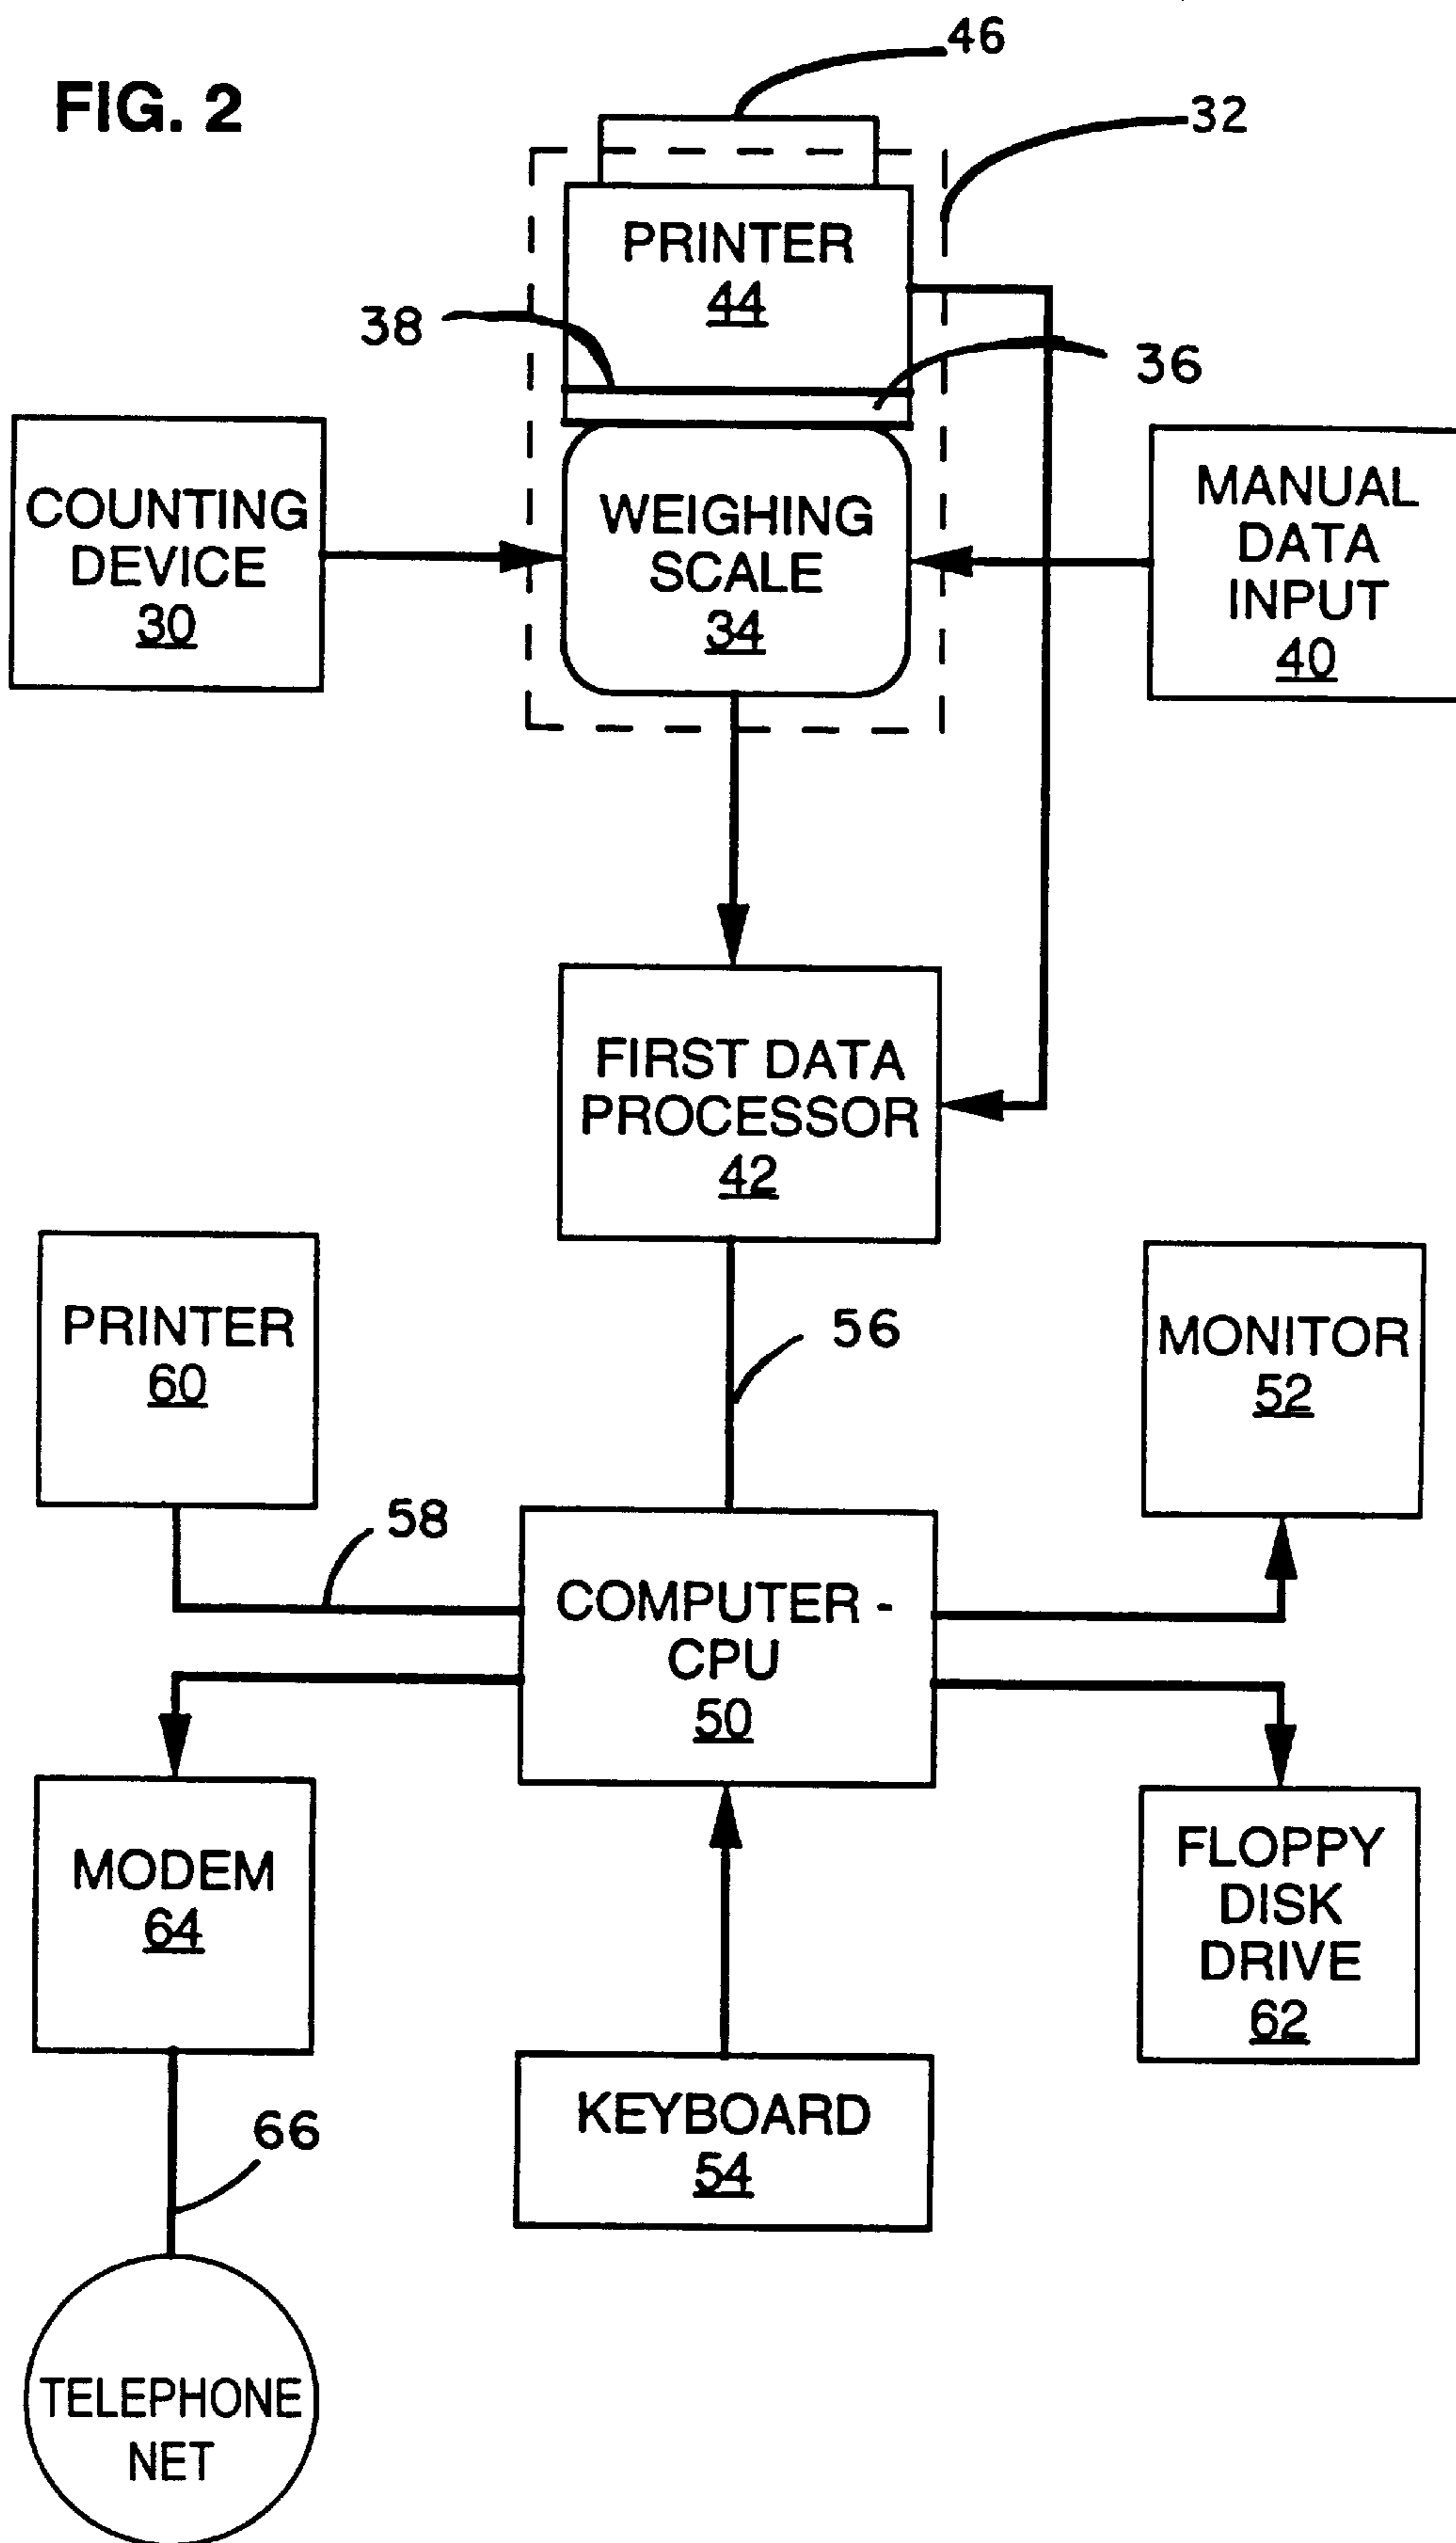 FIG. 2
46
32
PRINTER
44
38
36
COUNTING
DEVICE
30
WEIGHING
SCALE
34
MANUAL
DATA
INPUT
40
FIRST DATA
PROCESSOR
42
PRINTER
60
56
MONITOR
52
58
COMPUTER -
CPU
50
MODEM
64
FLOPPY
DISK
DRIVE
62
KEYBOARD
54
66
TELEPHONE
NET